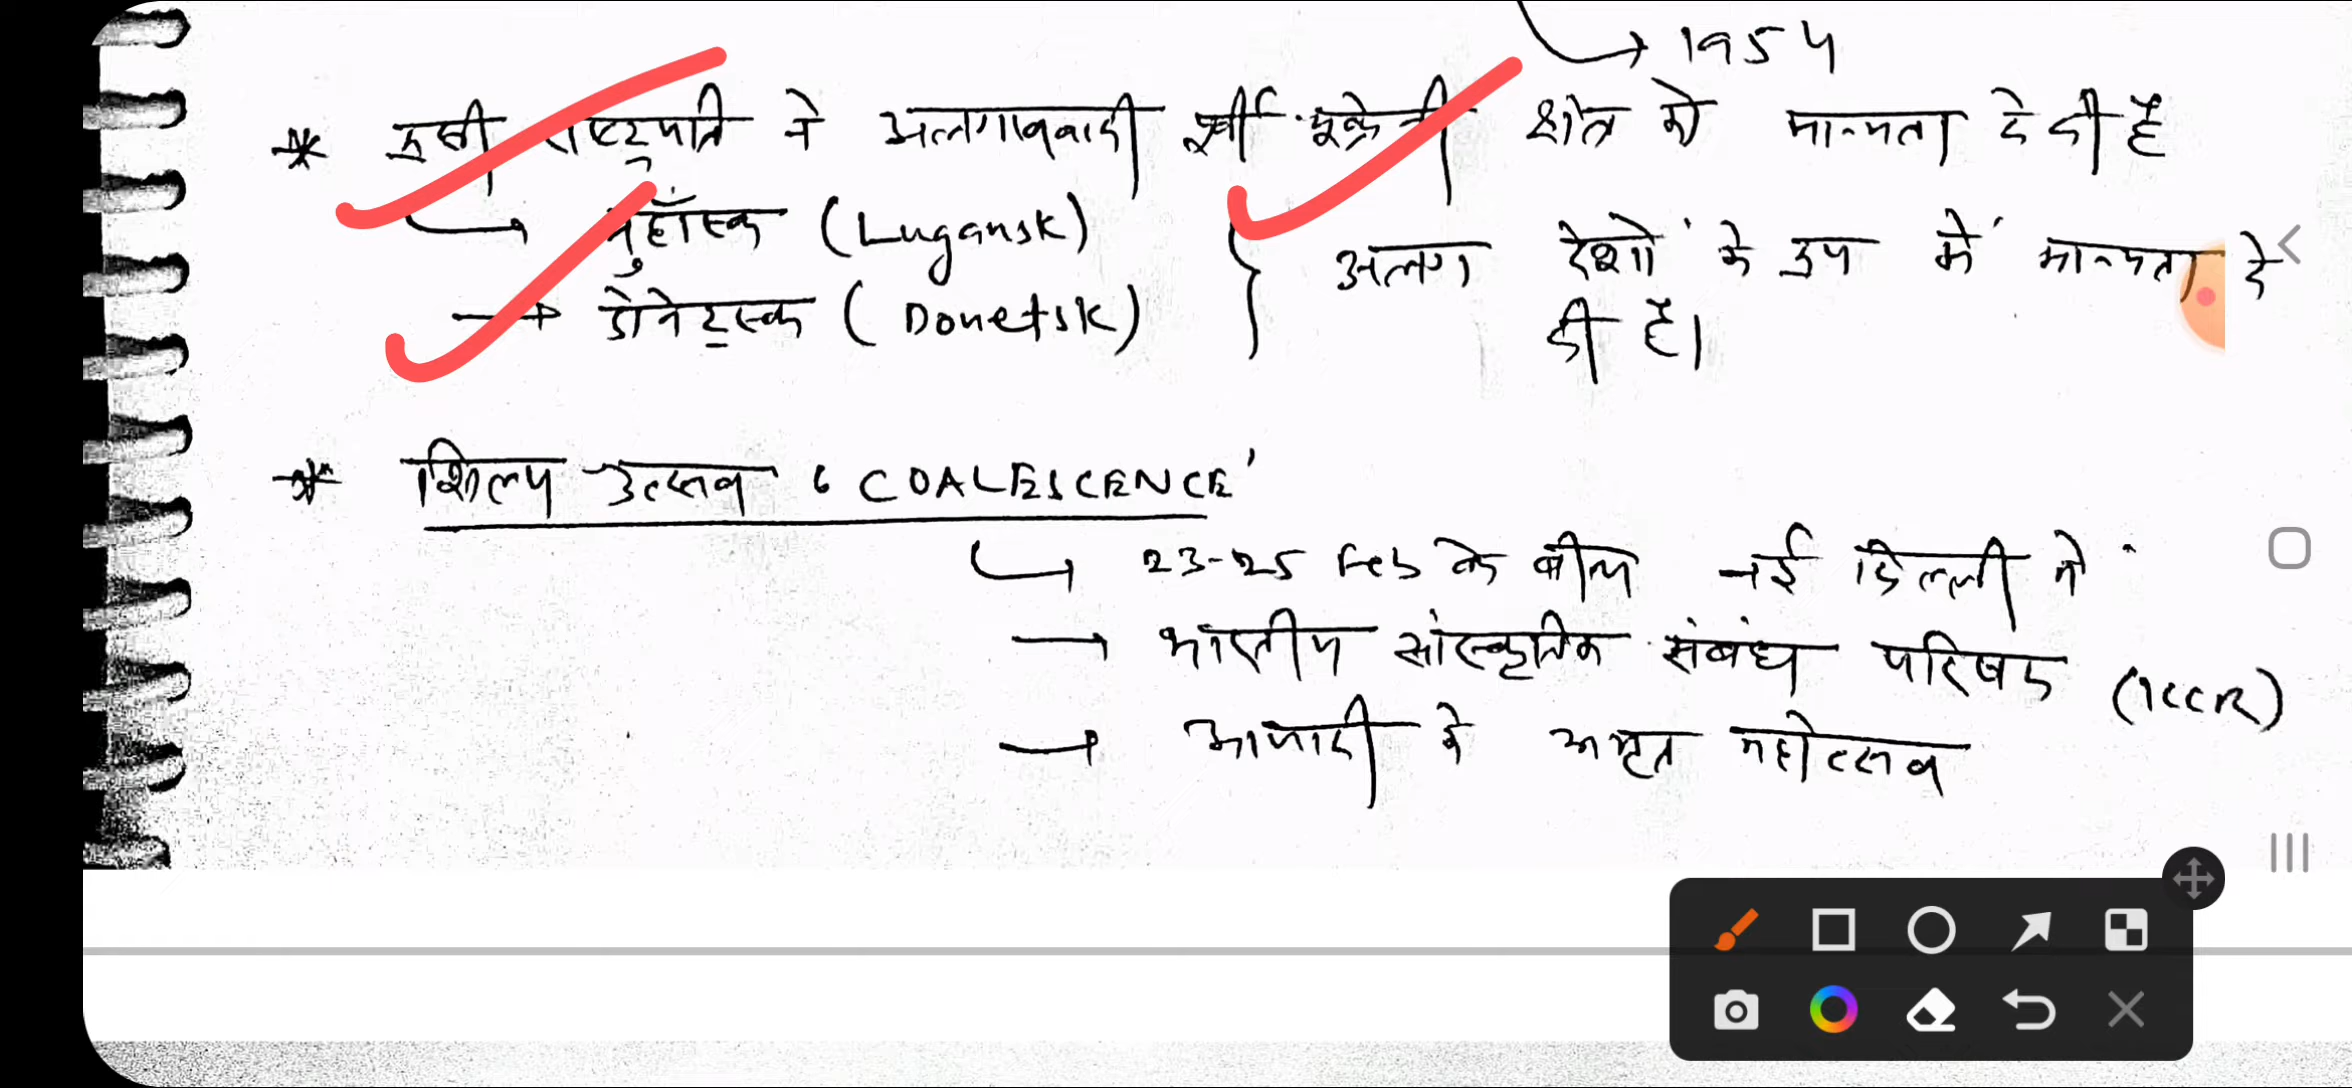 → 1954
* रूसी राष्ट्रपति ने अलगाववादी पूर्वी यूक्रेनी क्षेत्र को मान्यता दे दी है
→ लुहाँस्क (Lugansk) } अलग देशों के रूप में मान्यता दे
→ डोनेट्स्क (Donetsk) दी है।
* शिल्प उत्सव 'COALESCENCE'
→ 23-25 Feb के बीच नई दिल्ली में
→ भारतीय सांस्कृतिक संबंध परिषद (ICCR)
→ आजादी के अमृत महोत्सव